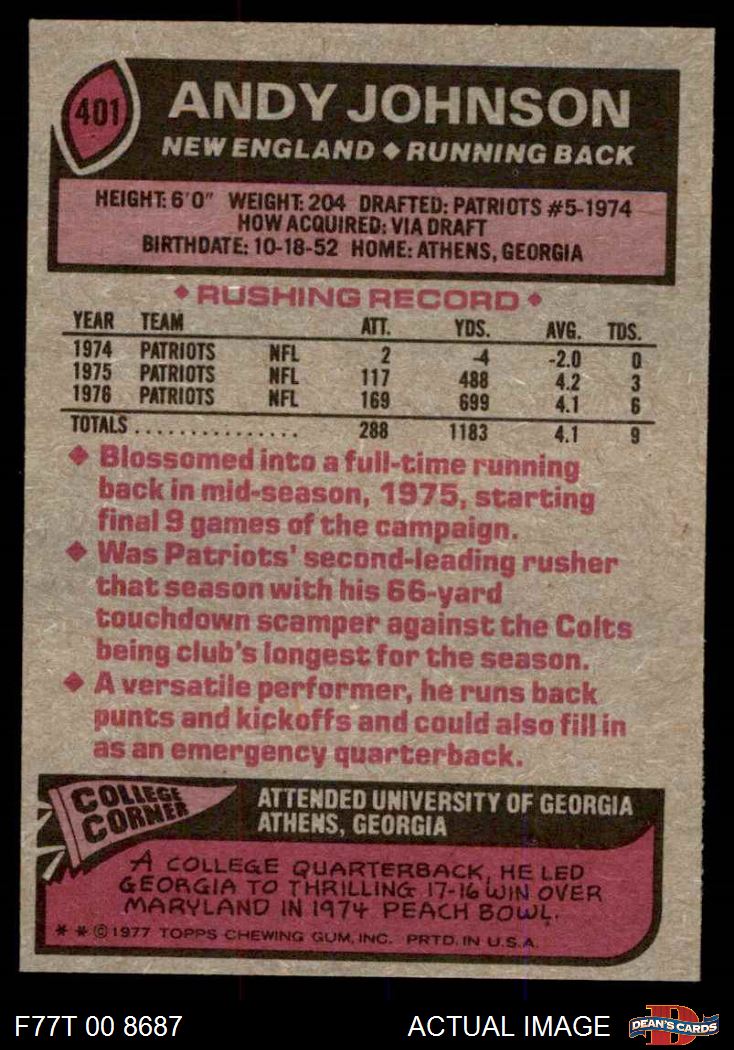 401
ANDY JOHNSON
NEW ENGLAND ◆ RUNNING BACK
HEIGHT: 6'0" WEIGHT: 204 DRAFTED: PATRIOTS #5-1974
HOW ACQUIRED: VIA DRAFT
BIRTHDATE: 10-18-52 HOME: ATHENS, GEORGIA
◆ RUSHING RECORD ◆
YEAR TEAM ATT. YDS. AVG. TDS.
1974 PATRIOTS NFL 2 -4 -2.0 0
1975 PATRIOTS NFL 117 488 4.2 3
1976 PATRIOTS NFL 169 699 4.1 6
TOTALS ............... 288 1183 4.1 9
◆ Blossomed into a full-time running
back in mid-season, 1975, starting
final 9 games of the campaign.
◆ Was Patriots' second-leading rusher
that season with his 66-yard
touchdown scamper against the Colts
being club's longest for the season.
◆ A versatile performer, he runs back
punts and kickoffs and could also fill in
as an emergency quarterback.
COLLEGE
CORNER
ATTENDED UNIVERSITY OF GEORGIA
ATHENS, GEORGIA
A COLLEGE QUARTERBACK, HE LED
GEORGIA TO THRILLING 17-16 WIN OVER
MARYLAND IN 1974 PEACH BOWL.
* * © 1977 TOPPS CHEWING GUM, INC. PRTD. IN U.S.A.
F77T 00 8687
ACTUAL IMAGE
D
DEAN'S CARDS